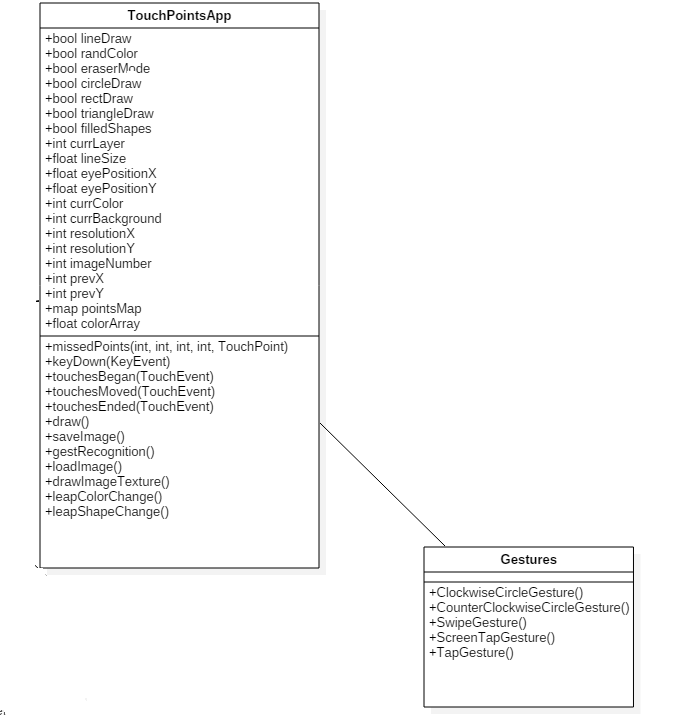 TouchPointsApp
+bool lineDraw
+bool randColor
+bool eraserMode
+bool circleDraw
+bool rectDraw
+bool triangleDraw
+bool filledShapes
+int currLayer
+float lineSize
+float eyePositionX
+float eyePositionY
+int currColor
+int currBackground
+int resolutionX
+int resolutionY
+int imageNumber
+int prevX
+int prevY
+map pointsMap
+float colorArray
+missedPoints(int, int, int, int, TouchPoint)
+keyDown(KeyEvent)
+touchesBegan(TouchEvent)
+touchesMoved(TouchEvent)
+touchesEnded(TouchEvent)
+draw()
+saveImage()
+gestRecognition()
+loadImage()
+drawImageTexture()
+leapColorChange()
+leapShapeChange()
Gestures
+ClockwiseCircleGesture()
+CounterClockwiseCircleGesture()
+SwipeGesture()
+ScreenTapGesture()
+TapGesture()